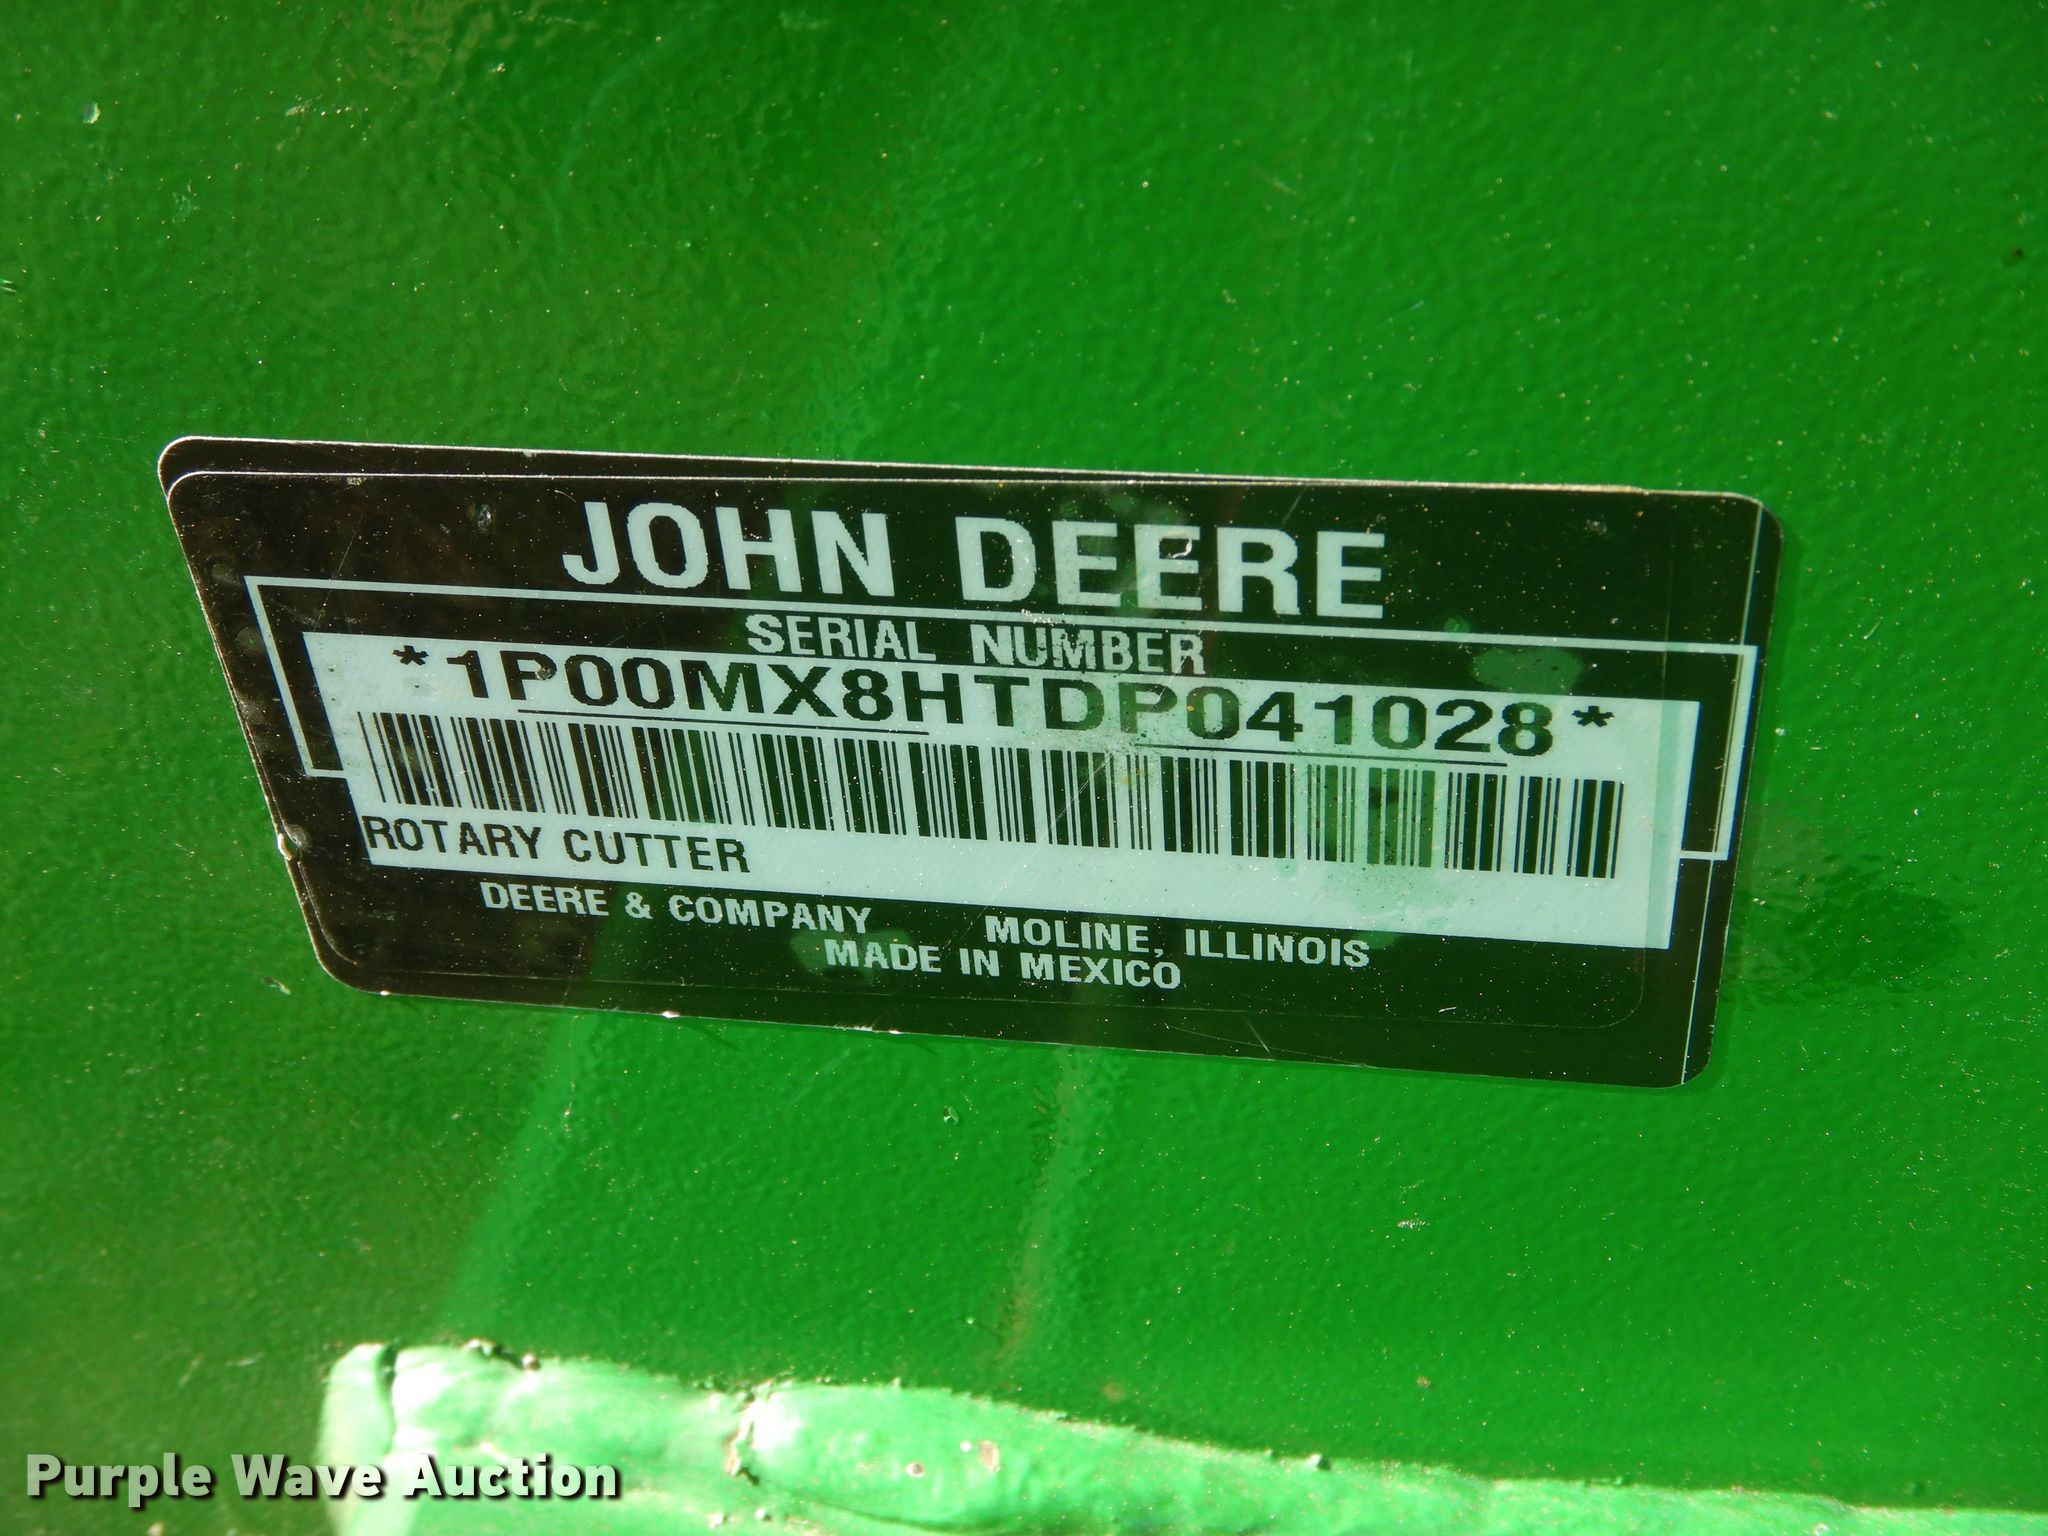 JOHN DEERE
SERIAL NUMBER
*1P00MX8HTDP041028*
ROTARY CUTTER
DEERE & COMPANY MOLINE, ILLINOIS
MADE IN MEXICO
Purple Wave Auction